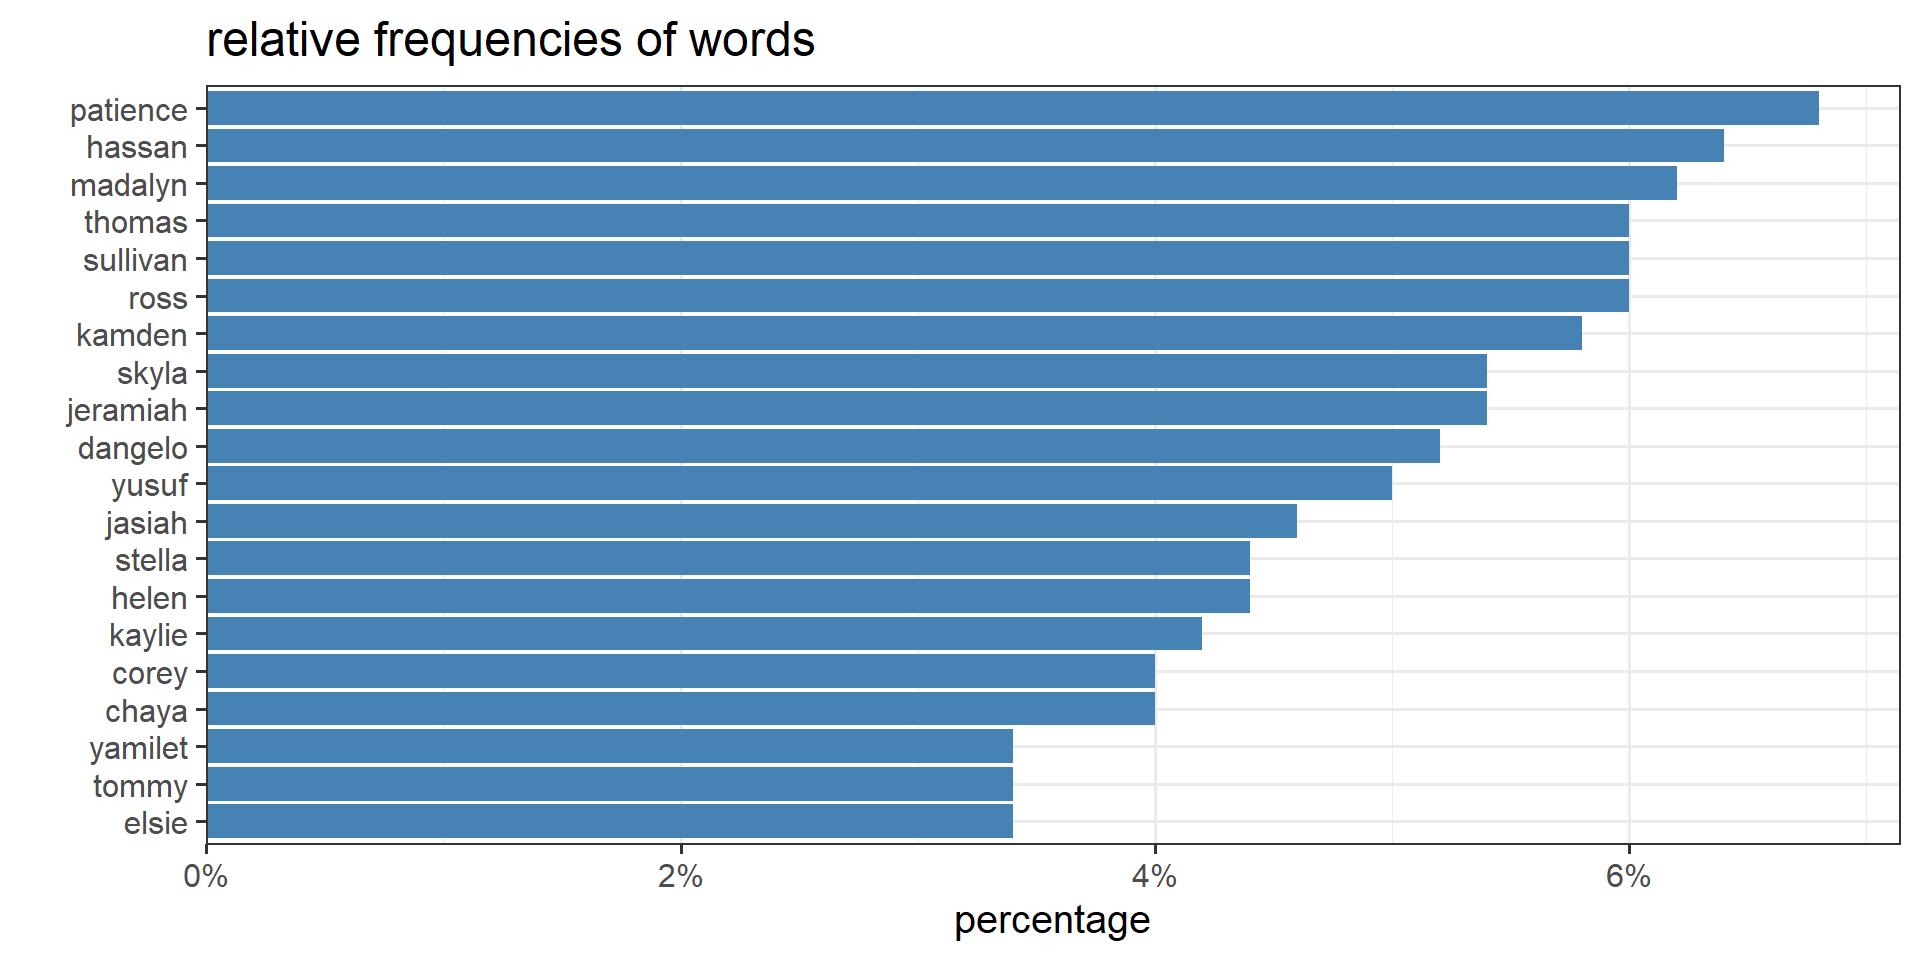 relative frequencies of words
patience
hassan
madalyn
thomas
sullivan
ross
kamden
skyla
jeramiah
dangelo
yusuf
jasiah
stella
helen
kaylie
corey
chaya
yamilet
tommy
elsie
0% 2% 4% 6%
percentage